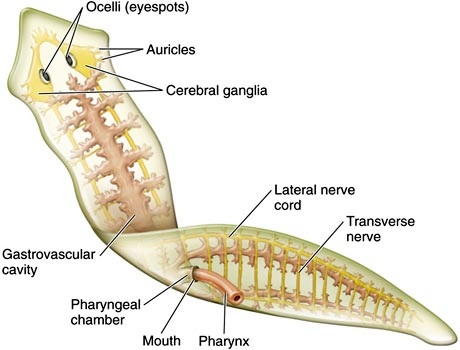 Ocelli (eyespots)
Auricles
Cerebral ganglia
Lateral nerve
cord
Transverse
nerve
Gastrovascular
cavity
Pharyngeal
chamber
Mouth
Pharynx